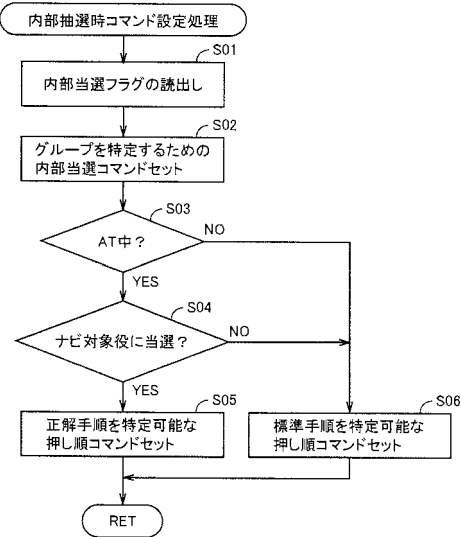 内部抽選時コマンド設定処理
S01
内部当選フラグの読出し
S02
グループを特定するための
内部当選コマンドセット
S03
AT中？
NO
YES
S04
ナビ対象役に当選？
NO
YES
S05
正解手順を特定可能な
押し順コマンドセット
S06
標準手順を特定可能な
押し順コマンドセット
RET